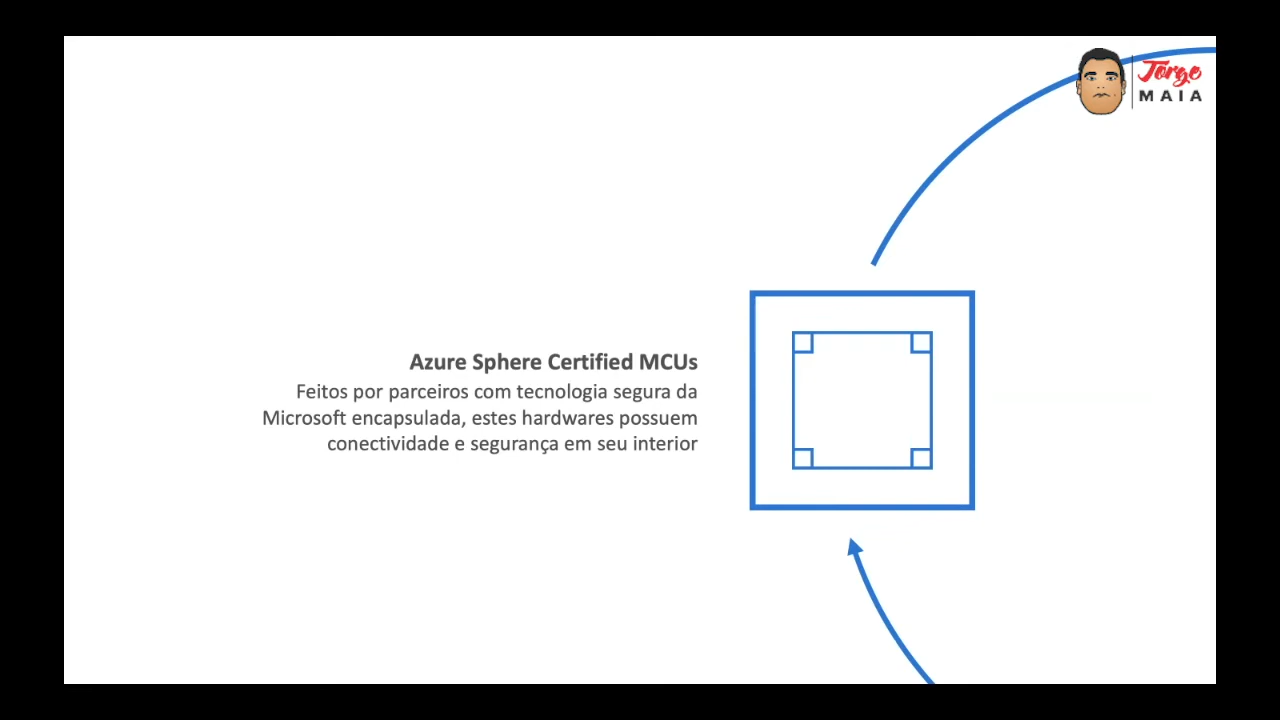 Jorge
MAIA
Azure Sphere Certified MCUs
Feitos por parceiros com tecnologia segura da
Microsoft encapsulada, estes hardwares possuem
conectividade e segurança em seu interior